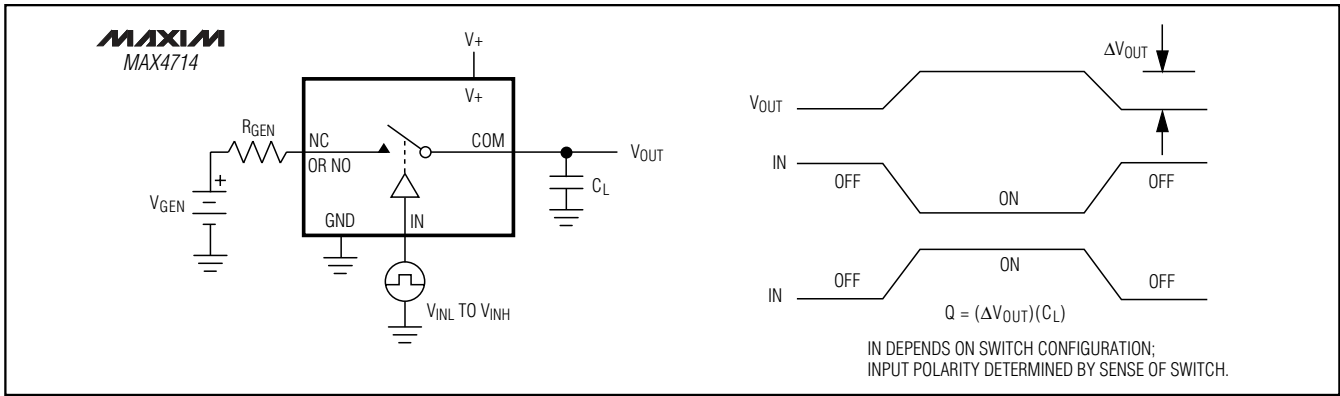 MAXIM
MAX4714
V+
V+
RGEN
NC
OR NO
COM
VOUT
CL
+
VGEN
GND
IN
VINL TO VINH
ΔVOUT
VOUT
IN
OFF
ON
OFF
IN
OFF
ON
OFF
Q = (ΔVOUT)(CL)
IN DEPENDS ON SWITCH CONFIGURATION;
INPUT POLARITY DETERMINED BY SENSE OF SWITCH.